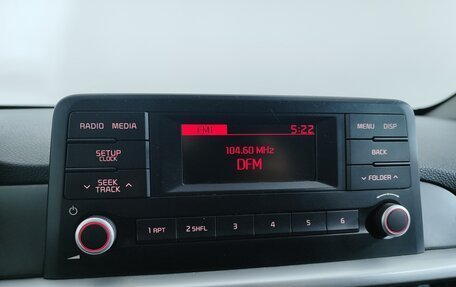 RADIO MEDIA
FM1 5:22
MENU DISP
104.60 MHz
SETUP
CLOCK
DFM
BACK
SEEK
TRACK
FOLDER
1 RPT 2 SHFL 3 4 5 6